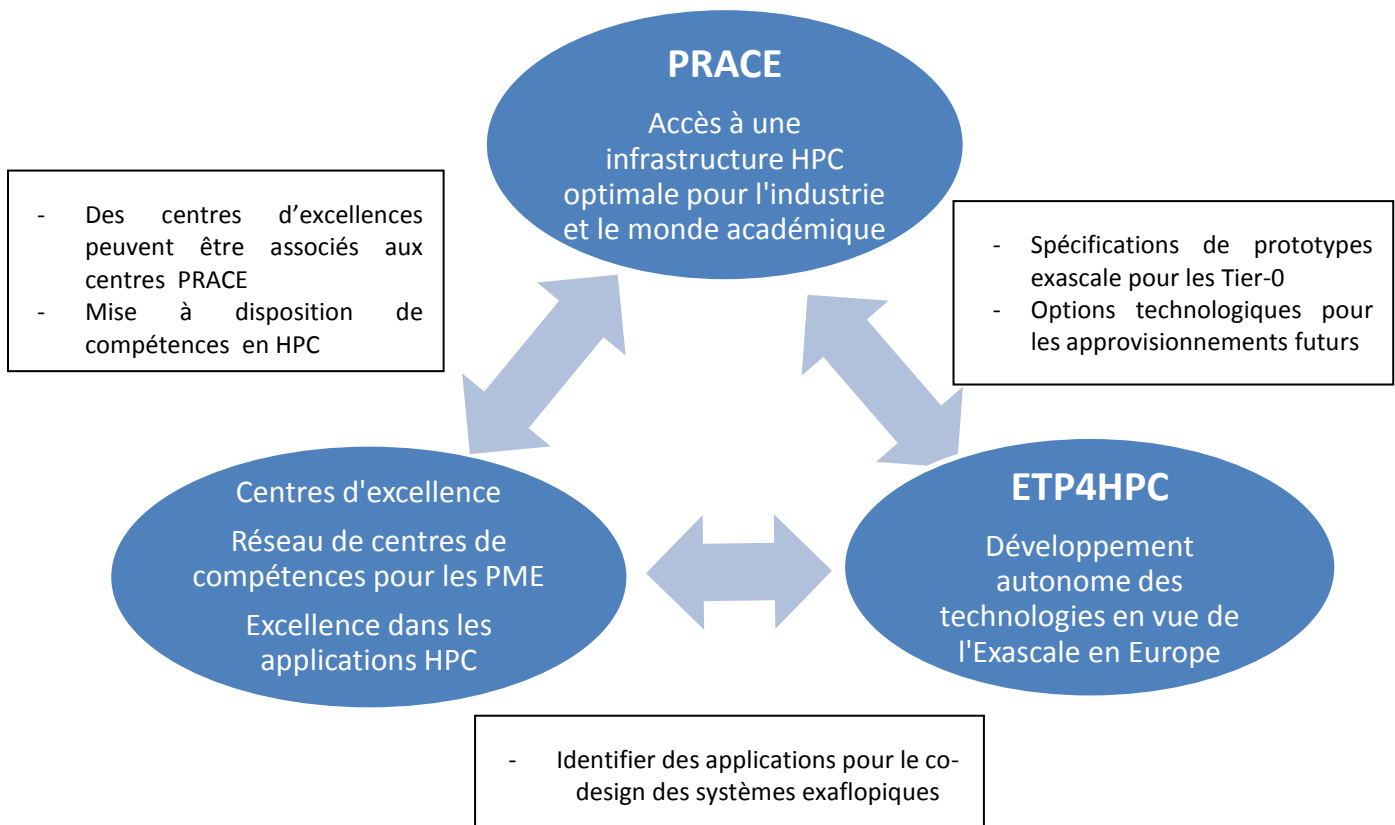 PRACE
Accès à une
infrastructure HPC
optimale pour l'industrie
et le monde académique
- Des centres d’excellences
peuvent être associés aux
centres PRACE
- Mise à disposition de
compétences en HPC
- Spécifications de prototypes
exascale pour les Tier-0
- Options technologiques pour
les approvisionnements futurs
Centres d'excellence
Réseau de centres de
compétences pour les PME
Excellence dans les
applications HPC
ETP4HPC
Développement
autonome des
technologies en vue de
l'Exascale en Europe
- Identifier des applications pour le co-
design des systèmes exaflopiques